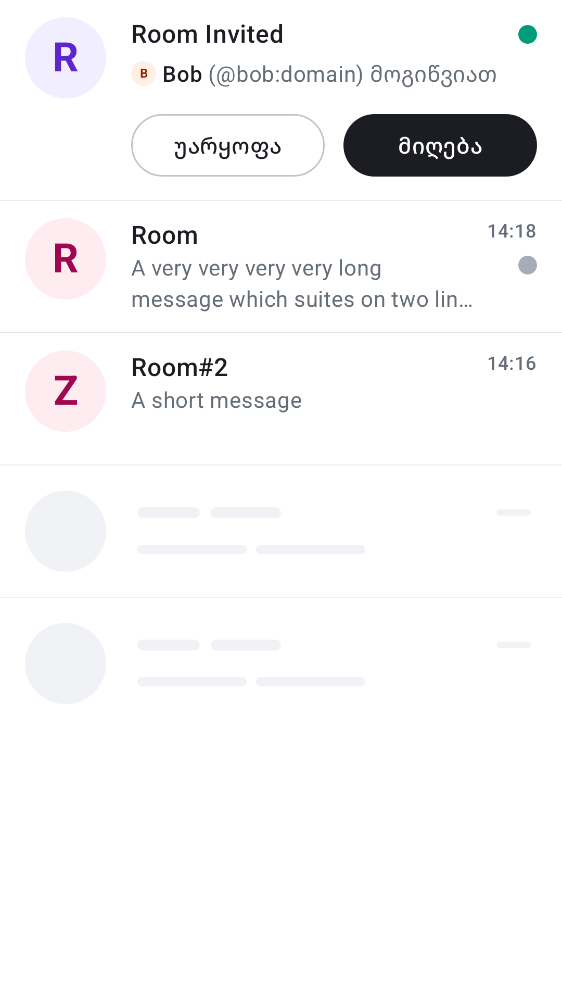 R
Room Invited
B Bob (@bob:domain) მოგიწვიათ
უარყოფა
მიღება
R
Room
14:18
A very very very very long
message which suites on two lin…
Z
Room#2
14:16
A short message